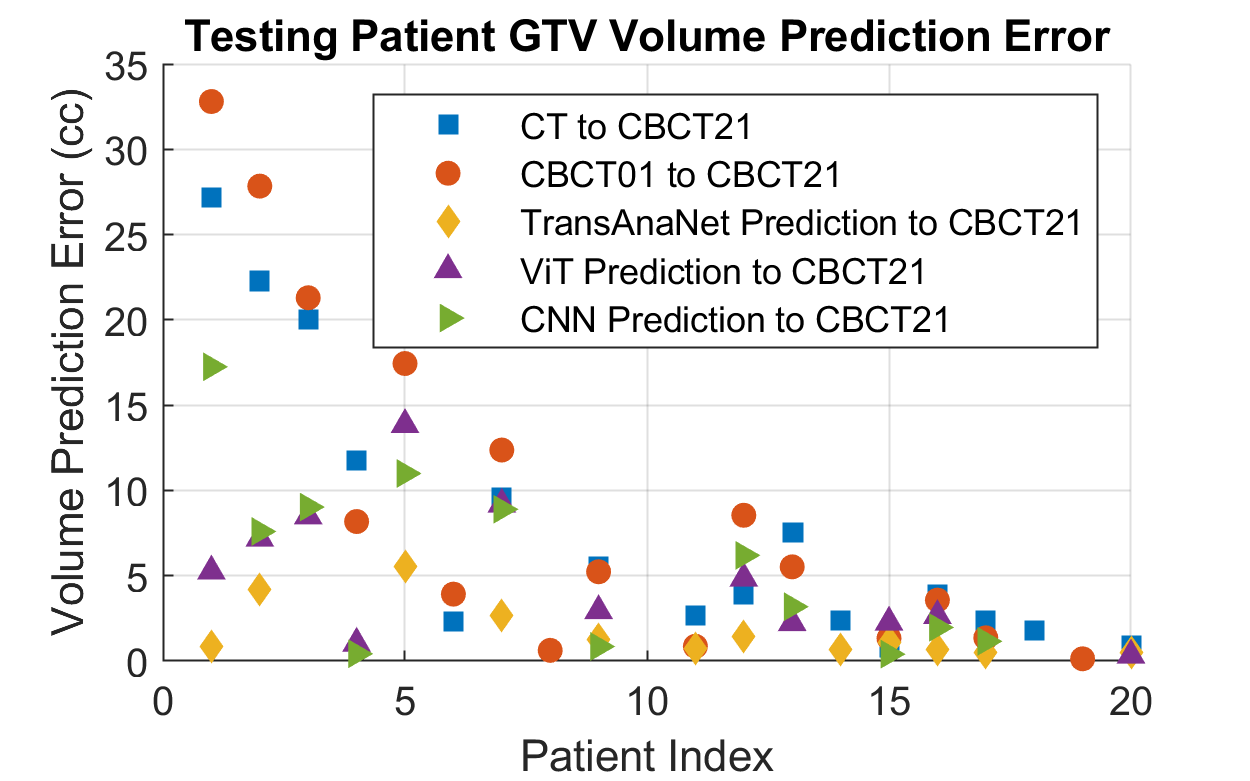 Testing Patient GTV Volume Prediction Error
Volume Prediction Error (cc)
35
30
25
20
15
10
5
0
CT to CBCT21
CBCT01 to CBCT21
TransAnaNet Prediction to CBCT21
ViT Prediction to CBCT21
CNN Prediction to CBCT21
0 5 10 15 20
Patient Index